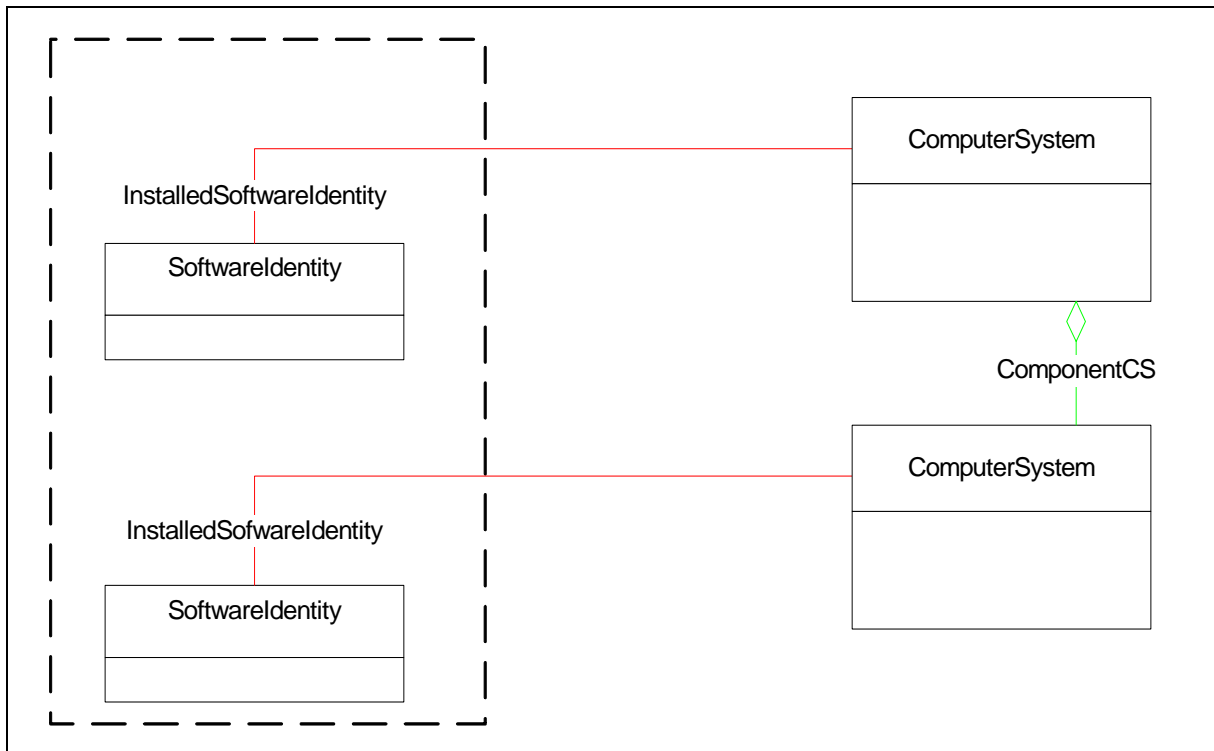 ComputerSystem
InstalledSoftwareIdentity
SoftwareIdentity
ComponentCS
ComputerSystem
InstalledSofwareIdentity
SoftwareIdentity